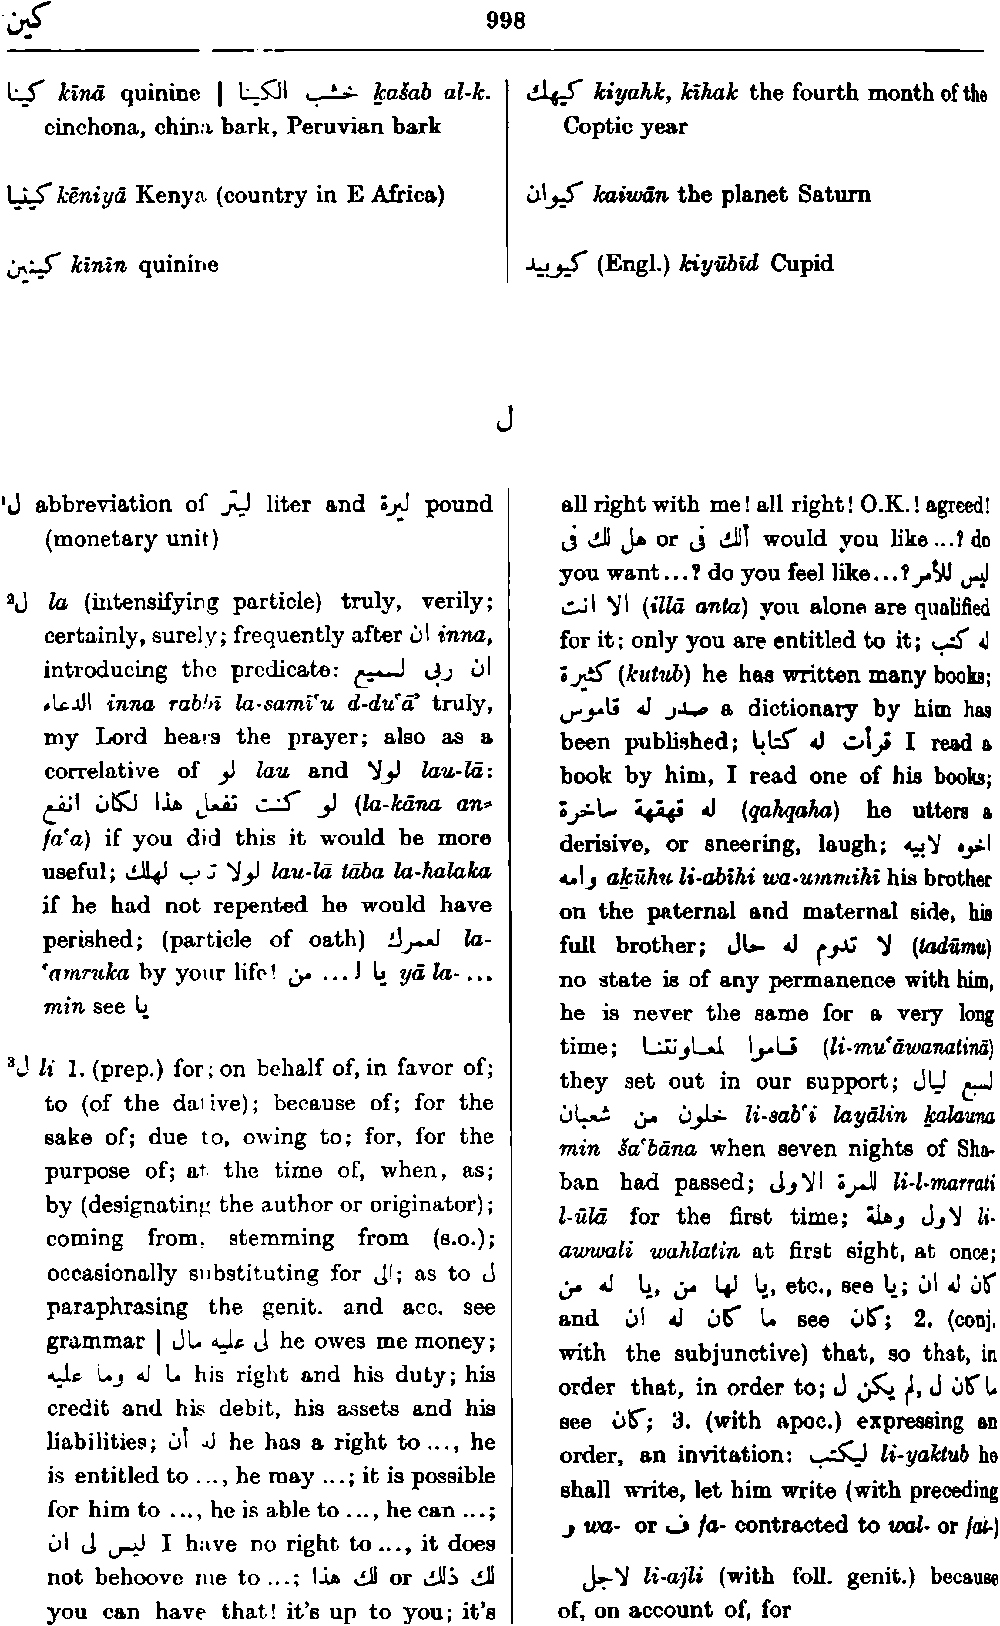 كين
998
كينا kīnā quinine | خشب الكينا ḵašab al-k.
cinchona, china bark, Peruvian bark
كينيا kēniyā Kenya (country in E Africa)
كينين kīnīn quinine
كيهك kiyahk, kīhak the fourth month of the
Coptic year
كيوان kaiwān the planet Saturn
كيوبيد (Engl.) kiyūbīd Cupid
ل
¹ل abbreviation of ليتر liter and ليرة pound
(monetary unit)
²ل la (intensifying particle) truly, verily;
certainly, surely; frequently after ان inna,
introducing the predicate: ان ربى لسميع
الدعاء inna rabbī la-samīʿu d-duʿāʾ truly,
my Lord hears the prayer; also as a
correlative of لو lau and لولا lau-lā:
لو كنت تفعل هذا لكان انفع (la-kāna an-
faʿa) if you did this it would be more
useful; لولا تاب لهلك lau-lā tāba la-halaka
if he had not repented he would have
perished; (particle of oath) لعمرك la-
ʿamruka by your life! يا ل ... من yā la- ...
min see يا
³ل li 1. (prep.) for; on behalf of, in favor of;
to (of the dative); because of; for the
sake of; due to, owing to; for, for the
purpose of; at the time of, when, as;
by (designating the author or originator);
coming from, stemming from (s.o.);
occasionally substituting for الى; as to ل
paraphrasing the genit. and acc. see
grammar | لى عليه مال he owes me money;
ما له وما عليه his right and his duty; his
credit and his debit, his assets and his
liabilities; له أن he has a right to ..., he
is entitled to ..., he may ...; it is possible
for him to ..., he is able to ..., he can ...;
ليس لى ان I have no right to ..., it does
not behoove me to ...; لك هذا or لك ذلك
you can have that! it's up to you; it's
all right with me! all right! O.K.! agreed!
هل لك فى or ألك فى would you like ...? do
you want ...? do you feel like ...? ليس للأمر
الا انت (illā anta) you alone are qualified
for it; only you are entitled to it; له كتب
كثيرة (kutub) he has written many books;
صدر له قاموس a dictionary by him has
been published; قرأت له كتابا I read a
book by him, I read one of his books;
له قهقهة ساخرة (qahqaha) he utters a
derisive, or sneering, laugh; اخوه لابيه
وامه aḵūhu li-abīhi wa-ummihī his brother
on the paternal and maternal side, his
full brother; لا تدوم له حال (tadūmu)
no state is of any permanence with him,
he is never the same for a very long
time; قاموا لمعاونتنا (li-muʿāwanatinā)
they set out in our support; لسبع ليال
خلون من شعبان li-sabʿi layālin ḵalauna
min šaʿbāna when seven nights of Sha-
ban had passed; للمرة الاولى li-l-marrati
l-ūlā for the first time; لاول وهلة li-
awwali wahlatin at first sight, at once;
يا له من ,يا لها من, etc., see يا; كان له ان
and ما كان له ان see كان; 2. (conj.
with the subjunctive) that, so that, in
order that, in order to; ما كان ل ,لم يكن ل
see كان; 3. (with apoc.) expressing an
order, an invitation: ليكتب li-yaktub he
shall write, let him write (with preceding
و wa- or ف fa- contracted to wal- or fal-)
لاجل li-ajli (with foll. genit.) because
of, on account of, for